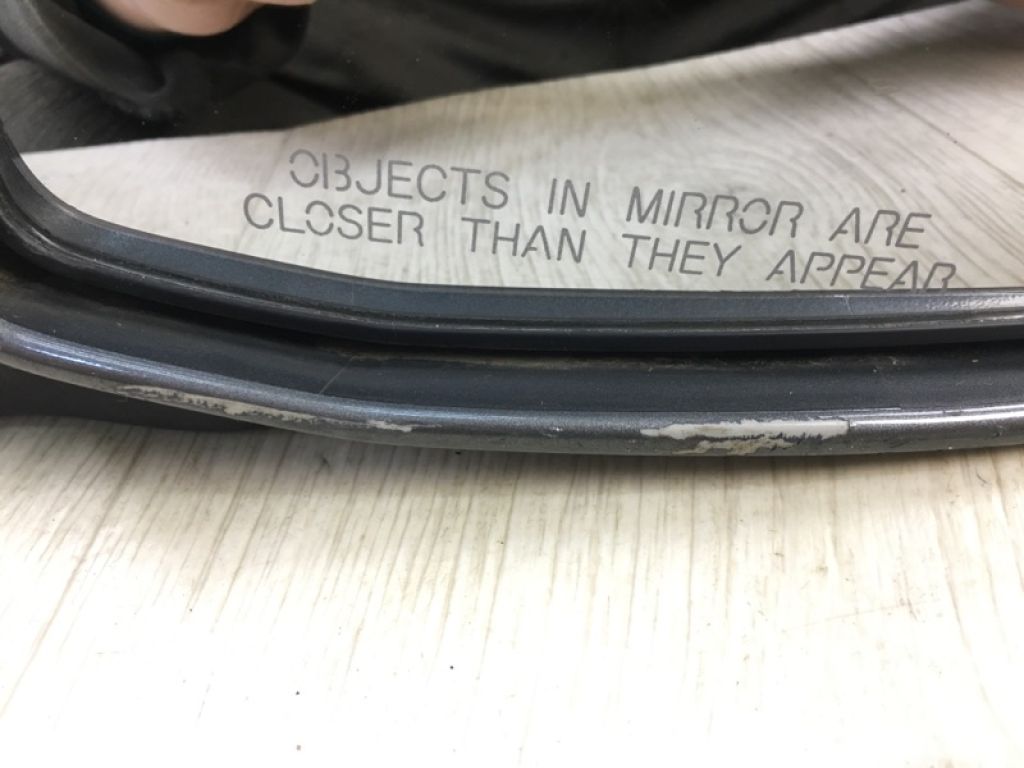 OBJECTS IN MIRROR ARE
CLOSER THAN THEY APPEAR